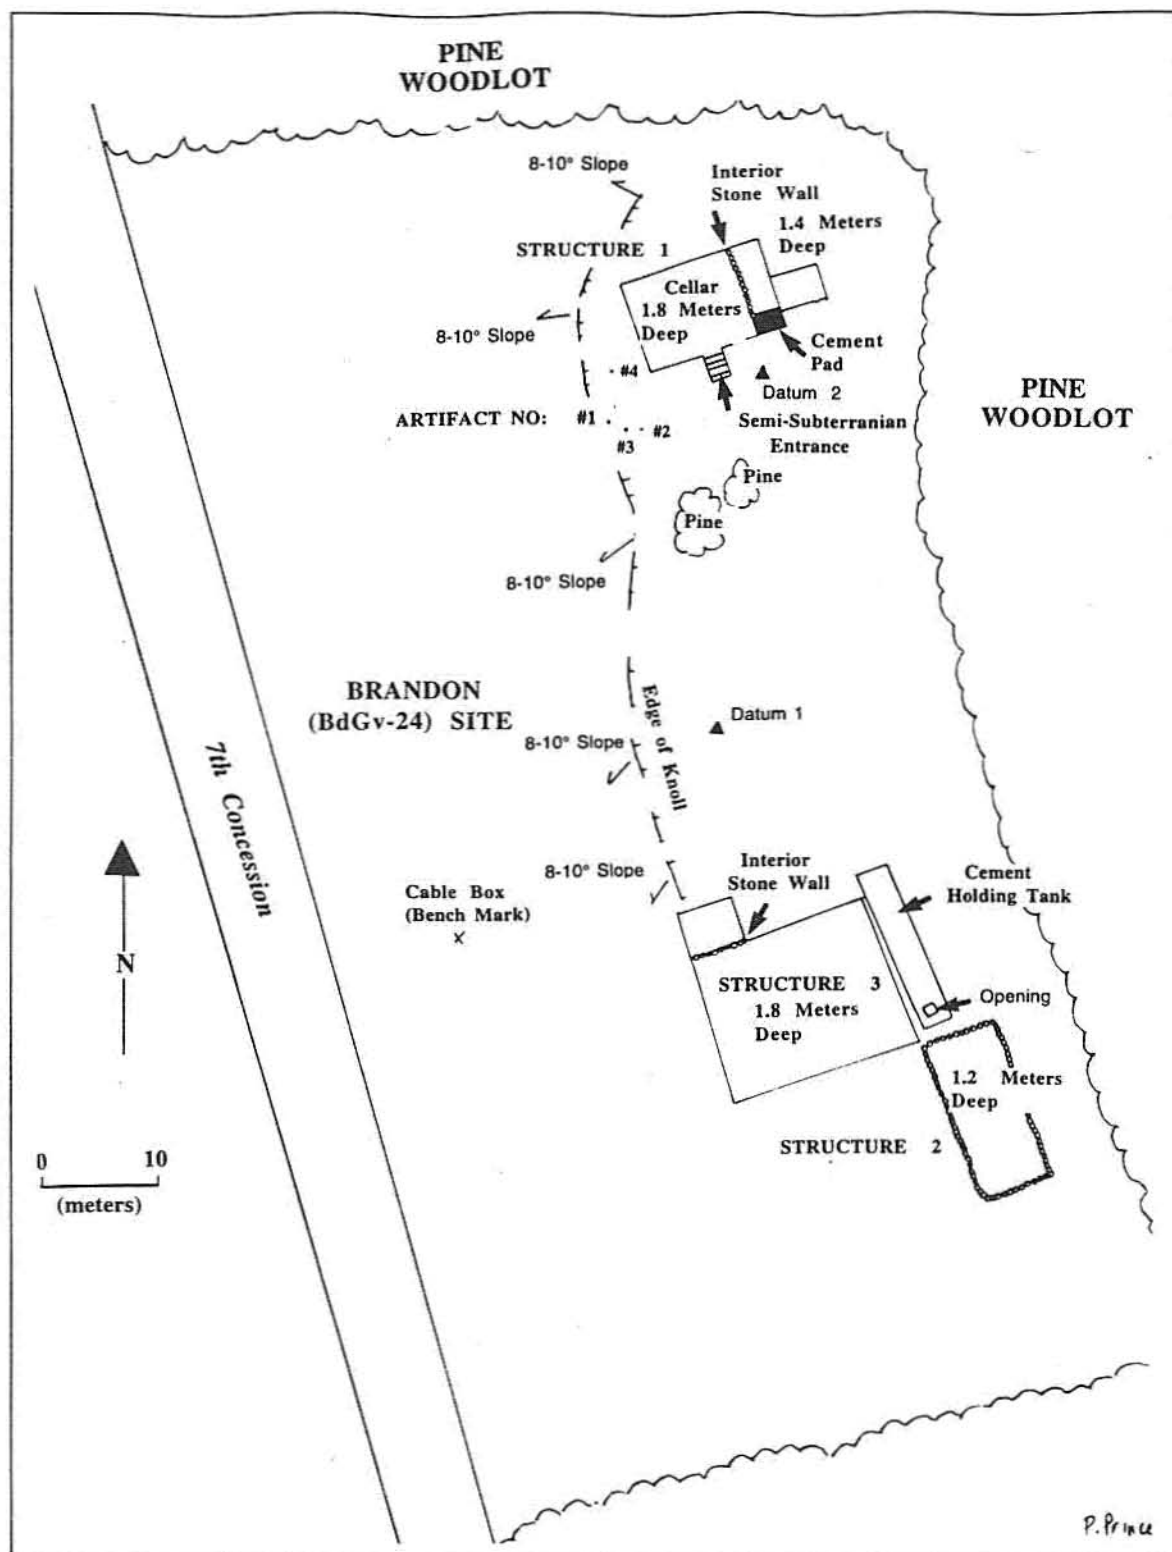 PINE
WOODLOT
8-10° Slope
Interior
Stone Wall
1.4 Meters
Deep
STRUCTURE 1
Cellar
1.8 Meters
Deep
8-10° Slope
Cement
Pad
#4
Datum 2
PINE
WOODLOT
ARTIFACT NO: #1
#2
#3
Semi-Subterranian
Entrance
Pine
Pine
8-10° Slope
BRANDON
(BdGv-24) SITE
Edge of Knoll
Datum 1
8-10° Slope
7th Concession
8-10° Slope
Interior
Stone Wall
Cement
Holding Tank
Cable Box
(Bench Mark)
X
N
STRUCTURE 3
1.8 Meters
Deep
Opening
1.2 Meters
Deep
STRUCTURE 2
0 10
(meters)
P. Prince